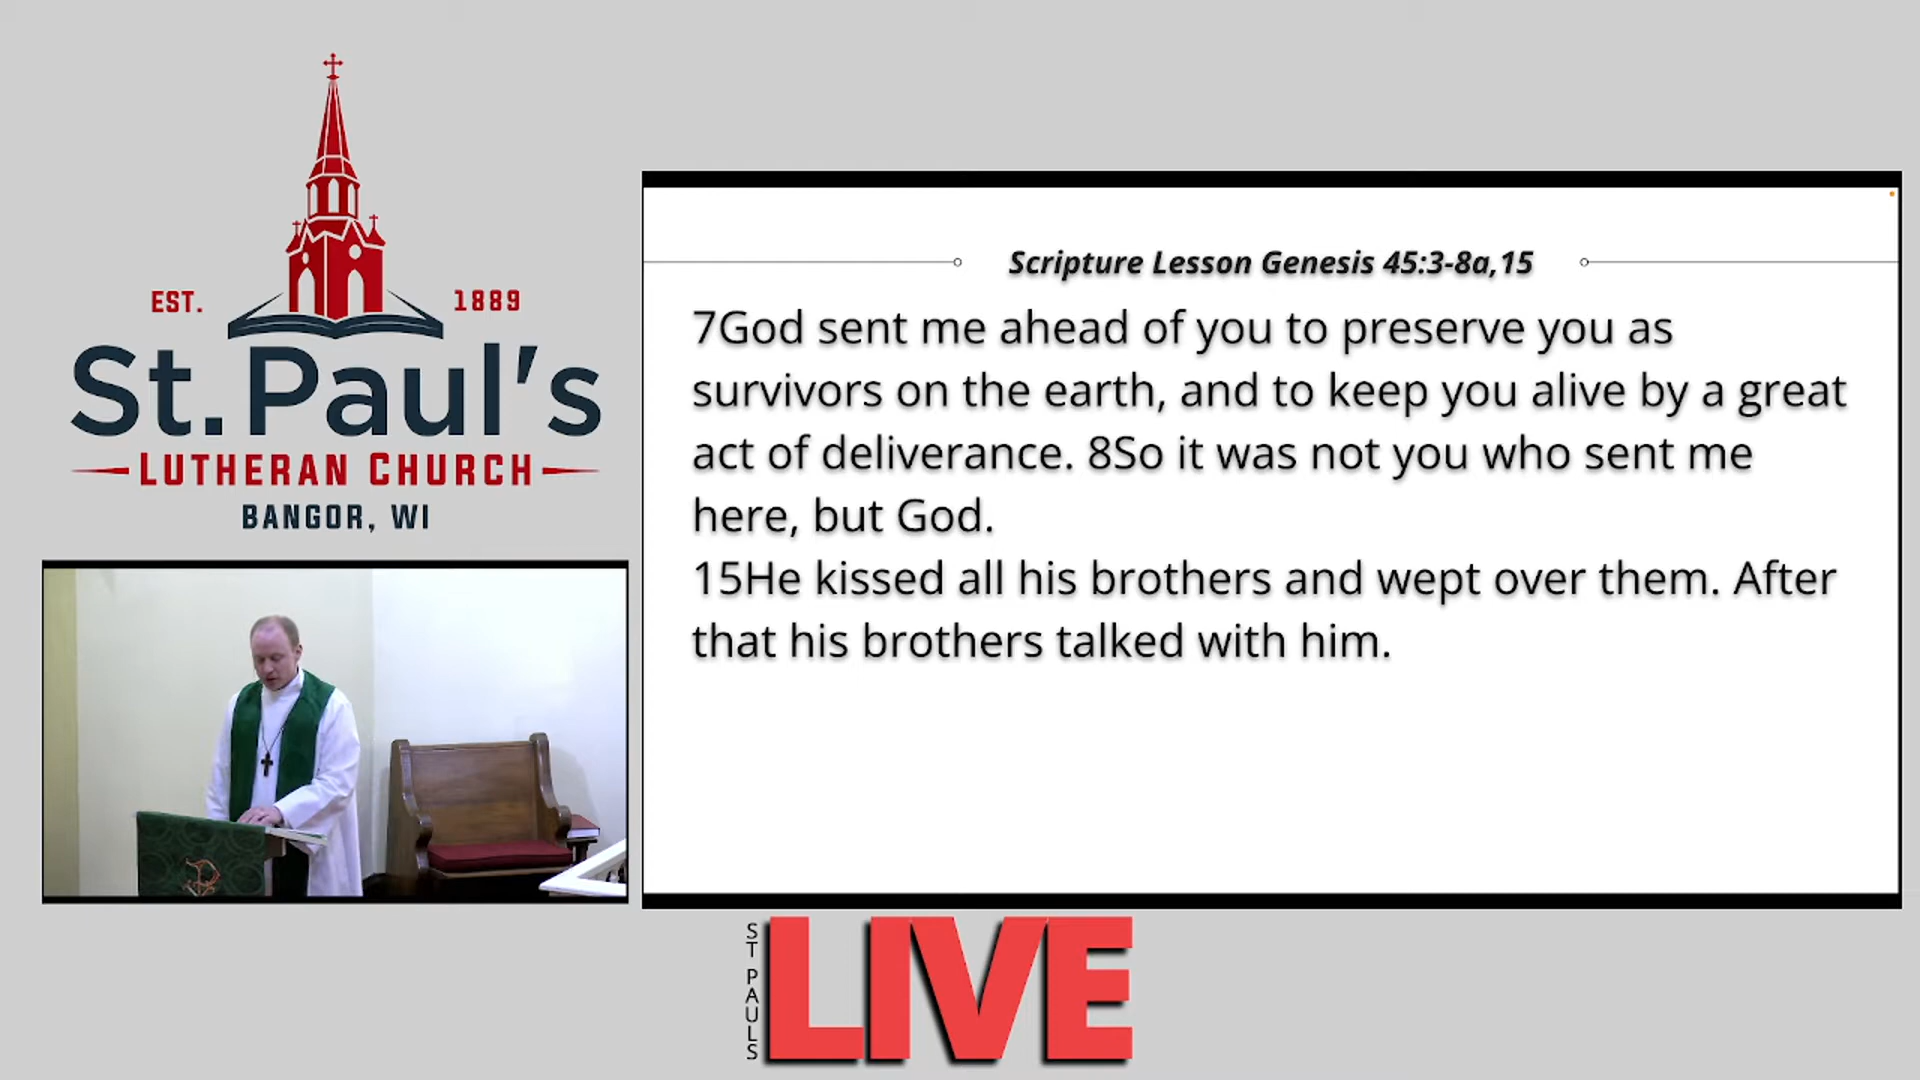 EST. 1889
St. Paul's
LUTHERAN CHURCH
BANGOR, WI
Scripture Lesson Genesis 45:3-8a,15
7God sent me ahead of you to preserve you as
survivors on the earth, and to keep you alive by a great
act of deliverance. 8So it was not you who sent me
here, but God.
15He kissed all his brothers and wept over them. After
that his brothers talked with him.
ST PAULS
LIVE